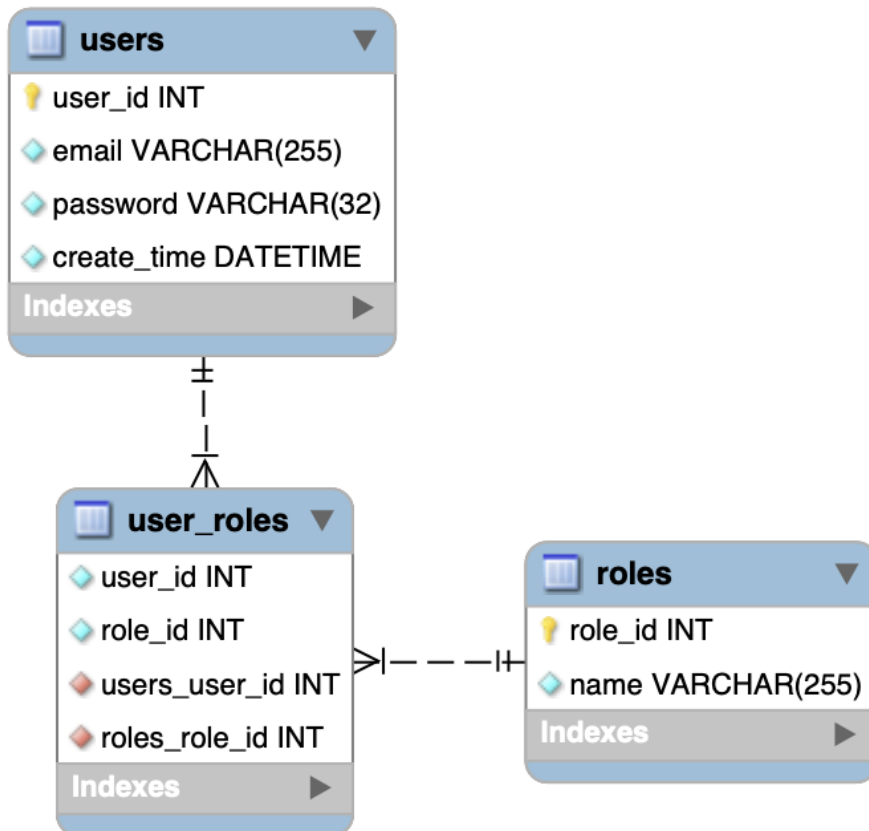 users
user_id INT
email VARCHAR(255)
password VARCHAR(32)
create_time DATETIME
Indexes
user_roles
user_id INT
role_id INT
users_user_id INT
roles_role_id INT
Indexes
roles
role_id INT
name VARCHAR(255)
Indexes